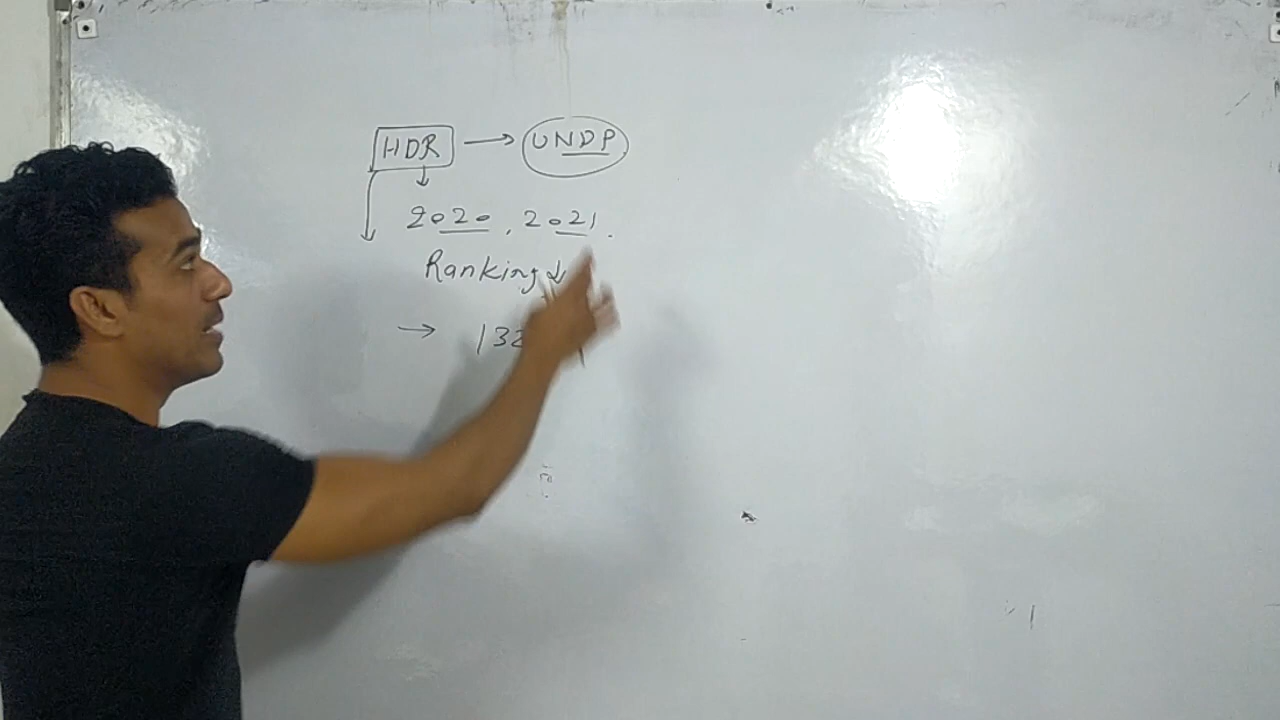 HDR → UNDP
2020, 2021.
Ranking ↓
→ 132